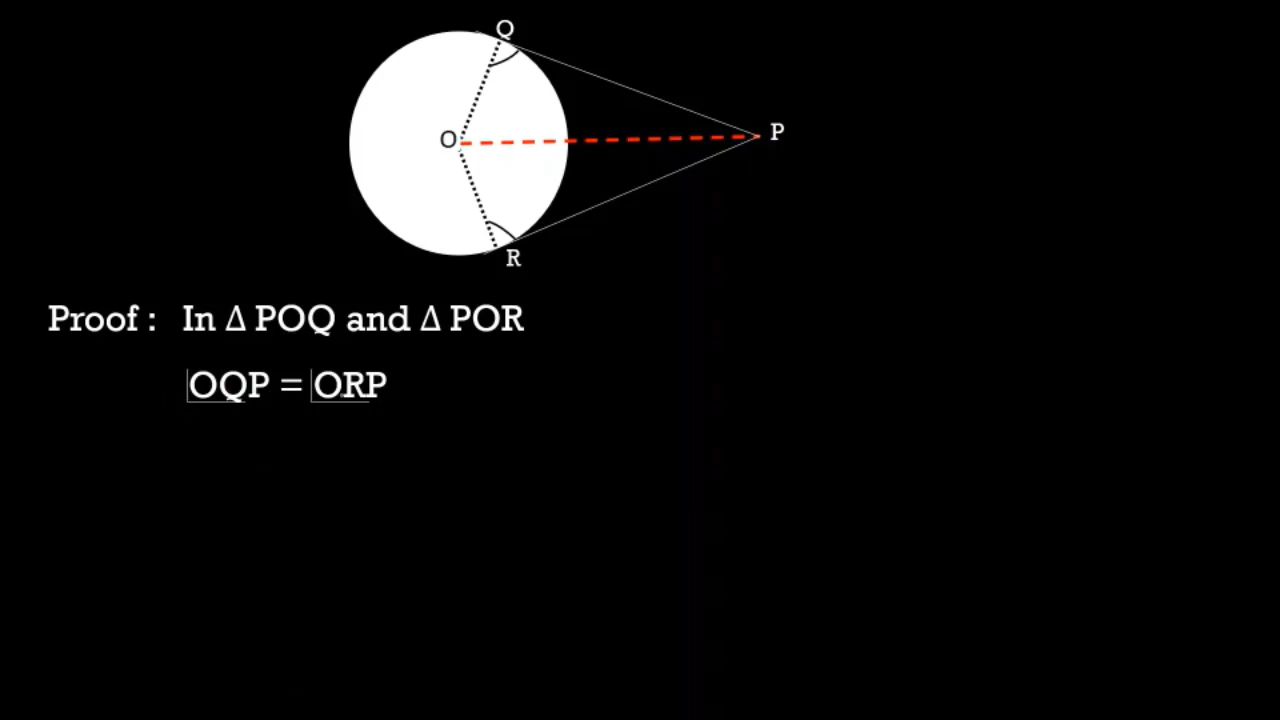 Q
O
P
R
Proof : In Δ POQ and Δ POR
OQP = ORP